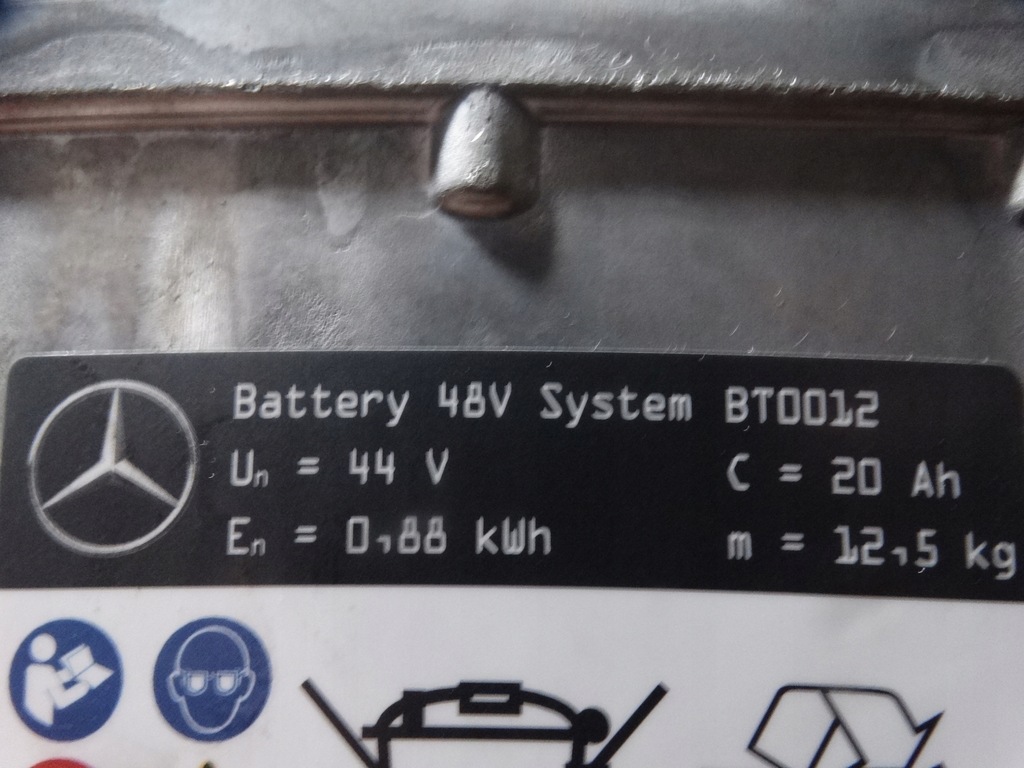 Battery 48V System BT0012
Un = 44 V C = 20 Ah
En = 0,88 kWh m = 12,5 kg